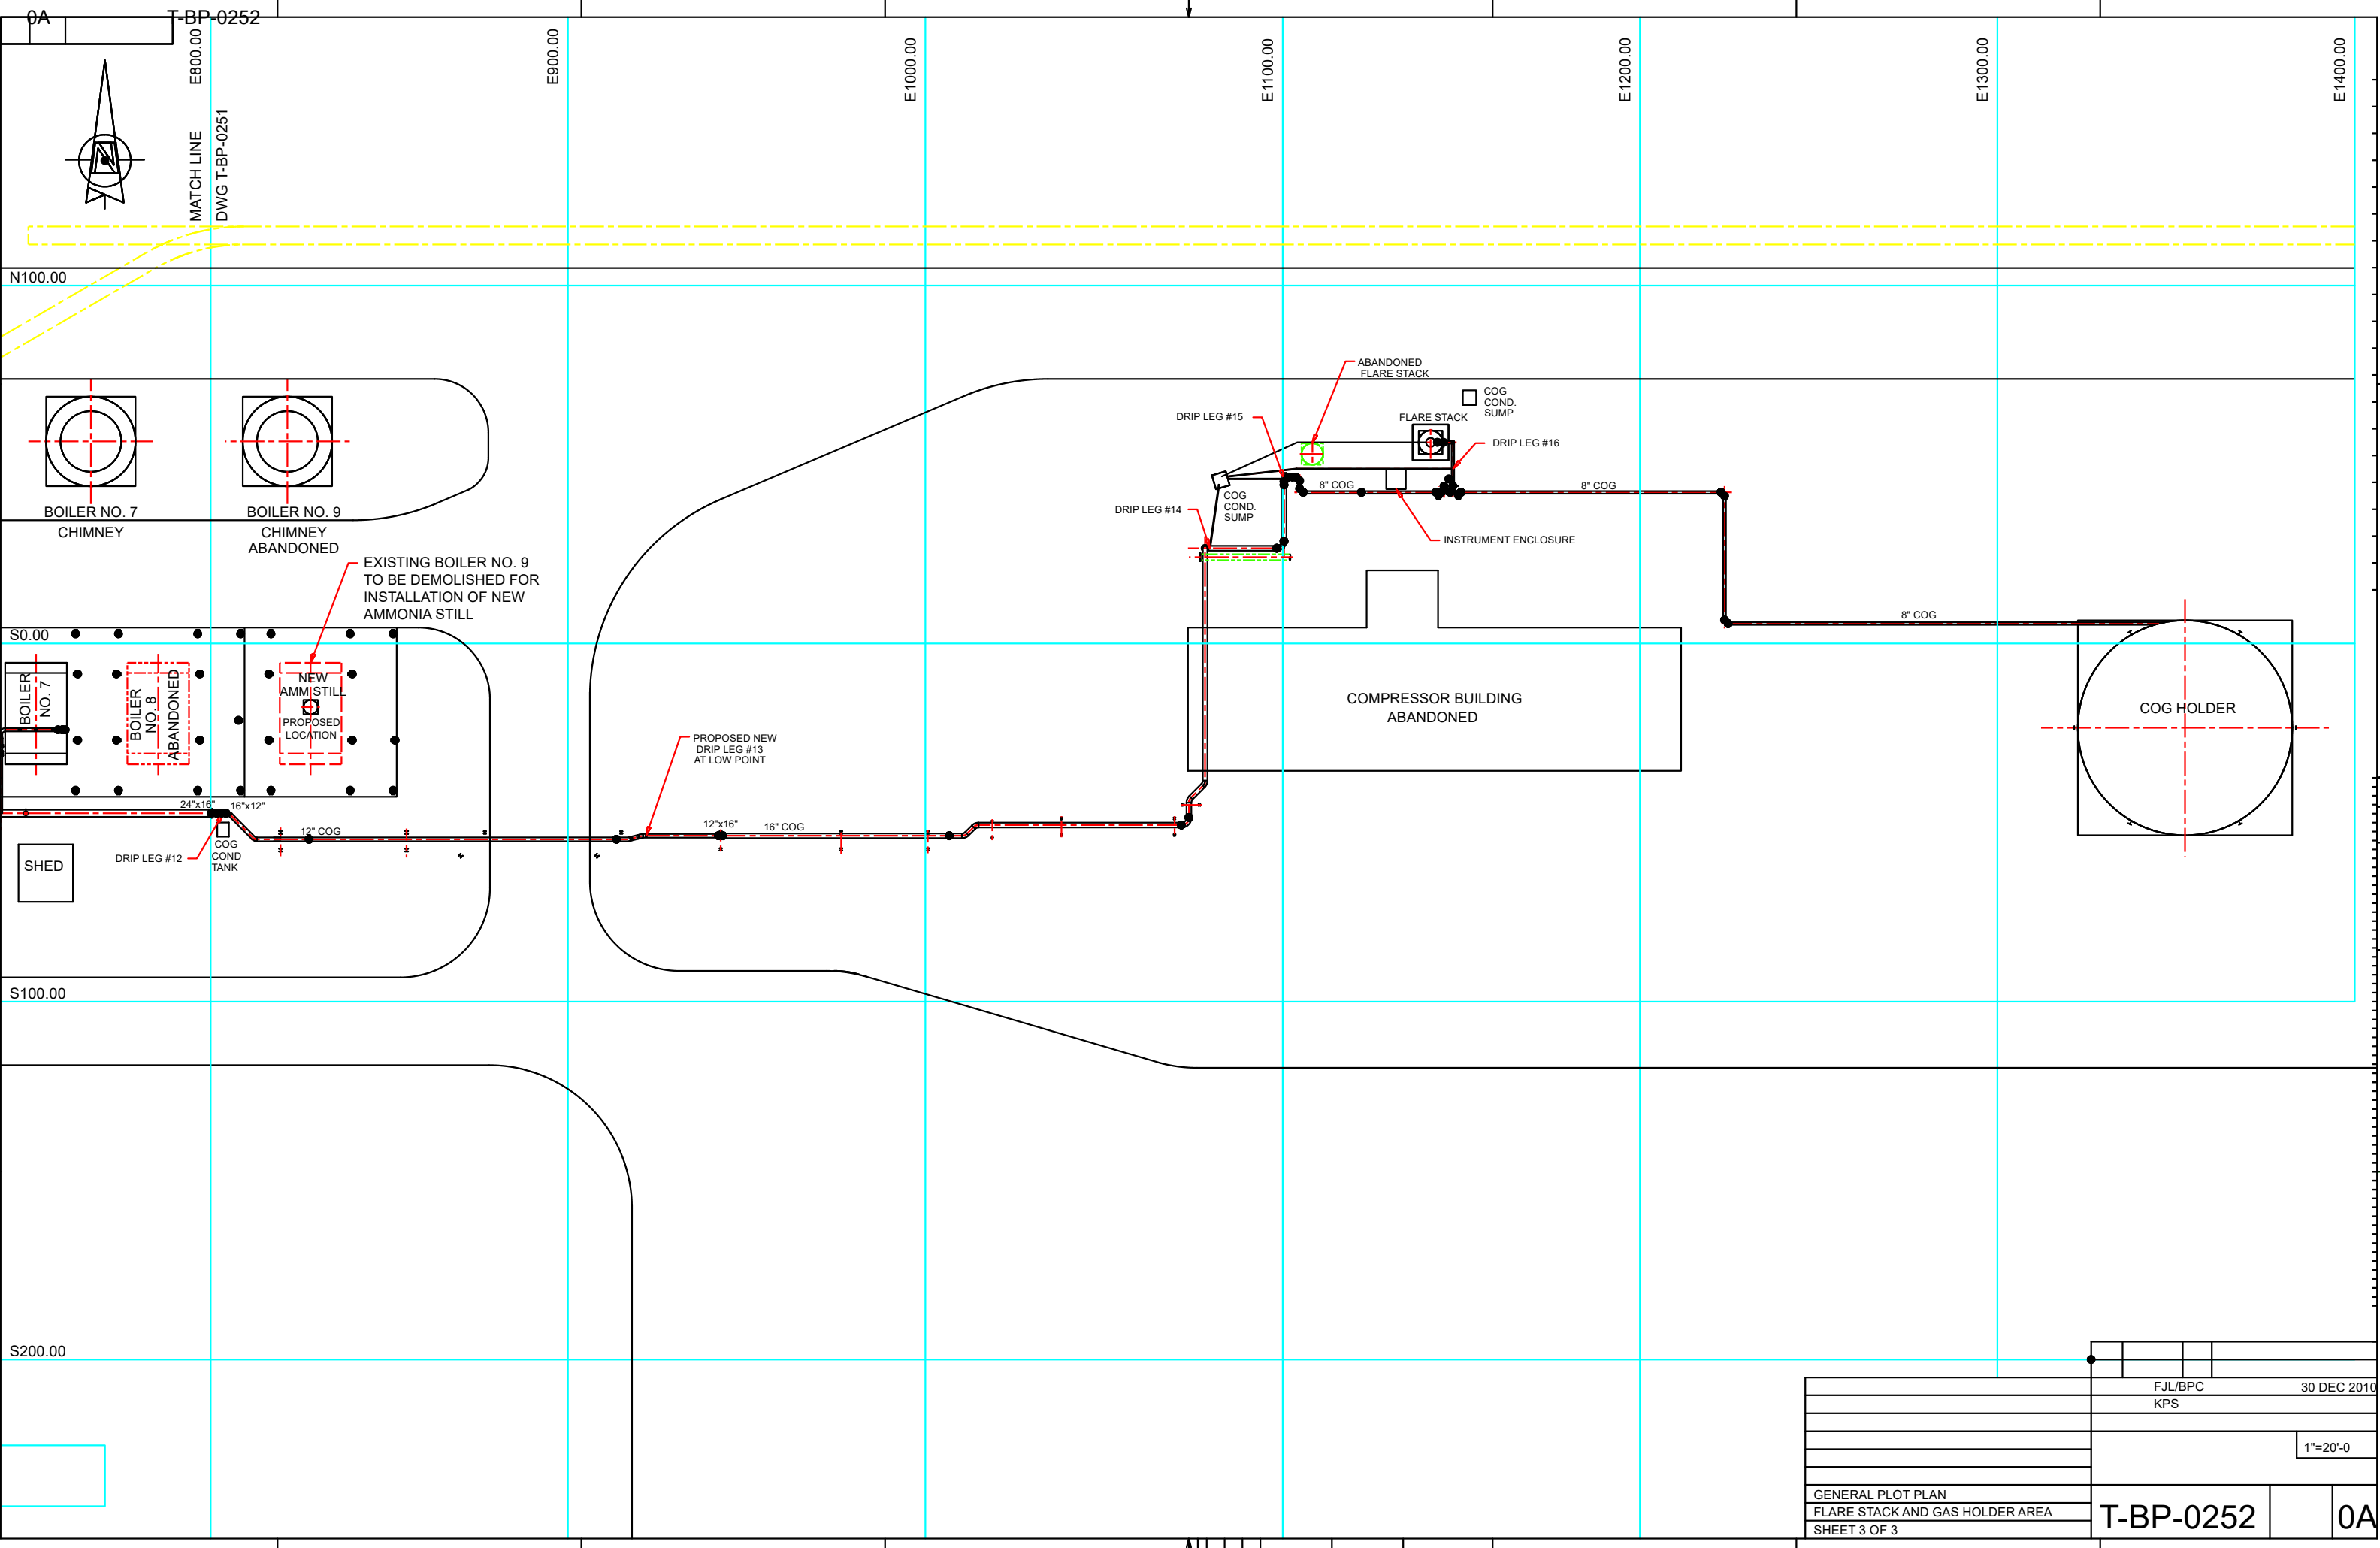 0A
T-BP-0252
E800.00
E900.00
E1000.00
E1100.00
E1200.00
E1300.00
E1400.00
MATCH LINE
DWG T-BP-0251
N
N100.00
ABANDONED
FLARE STACK
COG
COND.
SUMP
DRIP LEG #15
FLARE STACK
DRIP LEG #16
8" COG
8" COG
COG
COND.
SUMP
DRIP LEG #14
INSTRUMENT ENCLOSURE
BOILER NO. 7
CHIMNEY
BOILER NO. 9
CHIMNEY
ABANDONED
EXISTING BOILER NO. 9
TO BE DEMOLISHED FOR
INSTALLATION OF NEW
AMMONIA STILL
S0.00
8" COG
BOILER
NO. 7
BOILER
NO. 8
ABANDONED
NEW
AMM STILL
PROPOSED
LOCATION
COMPRESSOR BUILDING
ABANDONED
COG HOLDER
PROPOSED NEW
DRIP LEG #13
AT LOW POINT
24"x16"
16"x12"
12" COG
12"x16"
16" COG
COG
COND
TANK
DRIP LEG #12
SHED
S100.00
S200.00
FJL/BPC
30 DEC 2010
KPS
1"=20'-0
GENERAL PLOT PLAN
FLARE STACK AND GAS HOLDER AREA
SHEET 3 OF 3
T-BP-0252
0A